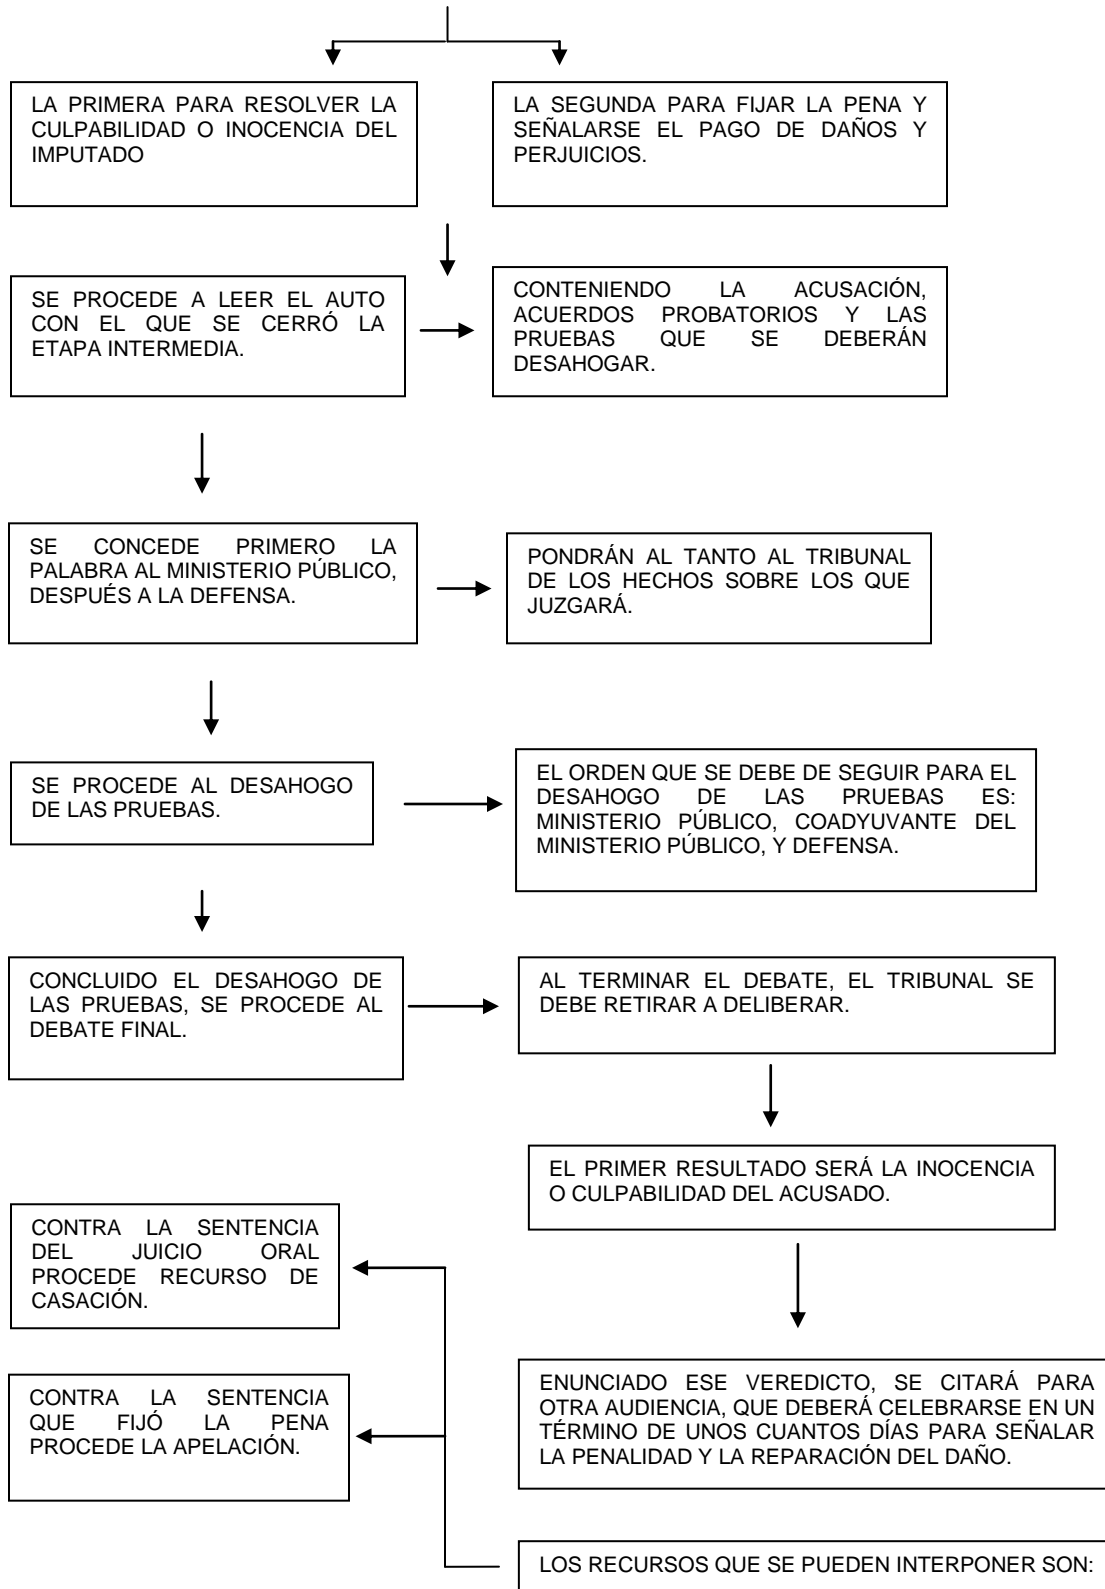 LA PRIMERA PARA RESOLVER LA
CULPABILIDAD O INOCENCIA DEL
IMPUTADO
LA SEGUNDA PARA FIJAR LA PENA Y
SEÑALARSE EL PAGO DE DAÑOS Y
PERJUICIOS.
SE PROCEDE A LEER EL AUTO
CON EL QUE SE CERRÓ LA
ETAPA INTERMEDIA.
CONTENIENDO LA ACUSACIÓN,
ACUERDOS PROBATORIOS Y LAS
PRUEBAS QUE SE DEBERÁN
DESAHOGAR.
SE CONCEDE PRIMERO LA
PALABRA AL MINISTERIO PÚBLICO,
DESPUÉS A LA DEFENSA.
PONDRÁN AL TANTO AL TRIBUNAL
DE LOS HECHOS SOBRE LOS QUE
JUZGARÁ.
SE PROCEDE AL DESAHOGO
DE LAS PRUEBAS.
EL ORDEN QUE SE DEBE DE SEGUIR PARA EL
DESAHOGO DE LAS PRUEBAS ES:
MINISTERIO PÚBLICO, COADYUVANTE DEL
MINISTERIO PÚBLICO, Y DEFENSA.
CONCLUIDO EL DESAHOGO DE
LAS PRUEBAS, SE PROCEDE AL
DEBATE FINAL.
AL TERMINAR EL DEBATE, EL TRIBUNAL SE
DEBE RETIRAR A DELIBERAR.
EL PRIMER RESULTADO SERÁ LA INOCENCIA
O CULPABILIDAD DEL ACUSADO.
CONTRA LA SENTENCIA
DEL JUICIO ORAL
PROCEDE RECURSO DE
CASACIÓN.
ENUNCIADO ESE VEREDICTO, SE CITARÁ PARA
OTRA AUDIENCIA, QUE DEBERÁ CELEBRARSE EN UN
TÉRMINO DE UNOS CUANTOS DÍAS PARA SEÑALAR
LA PENALIDAD Y LA REPARACIÓN DEL DAÑO.
CONTRA LA SENTENCIA
QUE FIJÓ LA PENA
PROCEDE LA APELACIÓN.
LOS RECURSOS QUE SE PUEDEN INTERPONER SON: